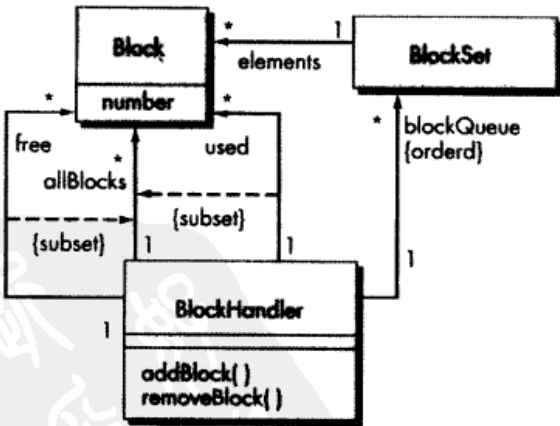 Block
number
BlockSet
*
1
elements
*
*
free
used
*
blockQueue
{orderd}
*
allBlocks
{subset}
{subset}
1
1
1
1
BlockHandler
addBlock( )
removeBlock( )